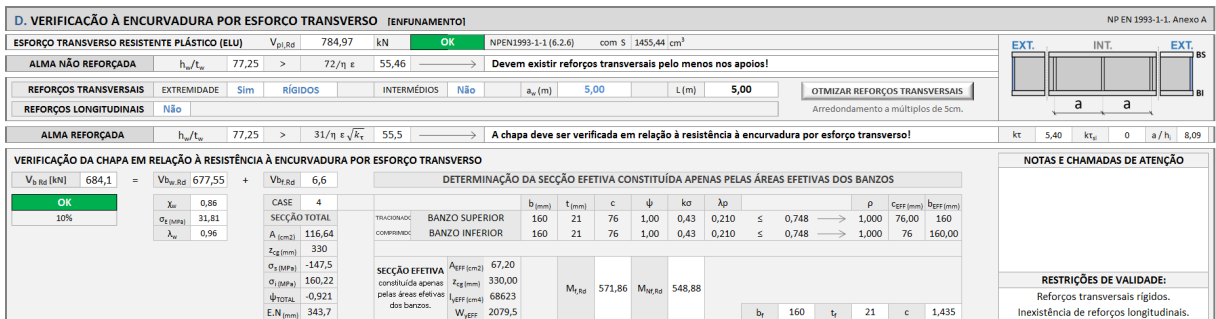 D. VERIFICAÇÃO À ENCURVADURA POR ESFORÇO TRANSVERSO [ENFUNAMENTO] NP EN 1993-1-1. Anexo A
ESFORÇO TRANSVERSO RESISTENTE PLÁSTICO (ELU) Vpl,Rd 784,97 kN OK NPEN1993-1-1 (6.2.6) com S 1455,44 cm³
EXT. INT. EXT.
BS
ALMA NÃO REFORÇADA hw/tw 77,25 > 72/η ε 55,46 → Devem existir reforços transversais pelo menos nos apoios!
REFORÇOS TRANSVERSAIS EXTREMIDADE Sim RÍGIDOS INTERMÉDIOS Não aw (m) 5,00 L (m) 5,00 OTMIZAR REFORÇOS TRANSVERSAIS
BI
REFORÇOS LONGITUDINAIS Não Arredondamento a múltiplos de 5cm.
a a
ALMA REFORÇADA hw/tw 77,25 > 31/η ε √kτ 55,5 → A chapa deve ser verificada em relação à resistência à encurvadura por esforço transverso! kτ 5,40 kτsl 0 a / hi 8,09
VERIFICAÇÃO DA CHAPA EM RELAÇÃO À RESISTÊNCIA À ENCURVADURA POR ESFORÇO TRANSVERSO NOTAS E CHAMADAS DE ATENÇÃO
Vb Rd [kN] 684,1 = Vbw.Rd 677,55 + Vbf.Rd 6,6 DETERMINAÇÃO DA SECÇÃO EFETIVA CONSTITUÍDA APENAS PELAS ÁREAS EFETIVAS DOS BANZOS
OK χw 0,86 CASE 4 b (mm) t (mm) c ψ kσ λp ρ cEFF (mm) bEFF (mm)
10% σE (MPa) 31,81 SECÇÃO TOTAL TRACIONADO BANZO SUPERIOR 160 21 76 1,00 0,43 0,210 ≤ 0,748 → 1,000 76,00 160
λw 0,96 A (cm2) 116,64 COMPRIMIDO BANZO INFERIOR 160 21 76 1,00 0,43 0,210 ≤ 0,748 → 1,000 76 160,00
zcg (mm) 330
σs (MPa) -147,5 SECÇÃO EFETIVA AEFF (cm2) 67,20
σi (MPa) 160,22 constituída apenas zcg (mm) 330,00 Mf,Rd 571,86 MNf,Rd 548,88 RESTRIÇÕES DE VALIDADE:
ψTOTAL -0,921 pelas áreas efetivas IyEFF (cm4) 68623 Reforços transversais rígidos.
E.N (mm) 343,7 dos banzos. WyEFF 2079,5 bf 160 tf 21 c 1,435 Inexistência de reforços longitudinais.